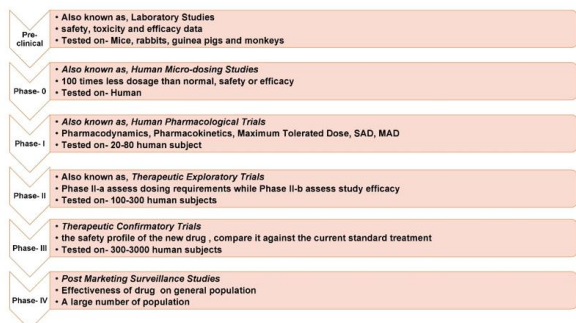 Pre-
clinical
• Also known as, Laboratory Studies
• safety, toxicity and efficacy data
• Tested on- Mice, rabbits, guinea pigs and monkeys
Phase- 0
• Also known as, Human Micro-dosing Studies
• 100 times less dosage than normal, safety or efficacy
• Tested on- Human
Phase- I
• Also known as, Human Pharmacological Trials
• Pharmacodynamics, Pharmacokinetics, Maximum Tolerated Dose, SAD, MAD
• Tested on- 20-80 human subject
Phase- II
• Also known as, Therapeutic Exploratory Trials
• Phase II-a assess dosing requirements while Phase II-b assess study efficacy
• Tested on- 100-300 human subjects
Phase- III
• Therapeutic Confirmatory Trials
• the safety profile of the new drug , compare it against the current standard treatment
• Tested on- 300-3000 human subjects
Phase- IV
• Post Marketing Surveillance Studies
• Effectiveness of drug on general population
• A large number of population